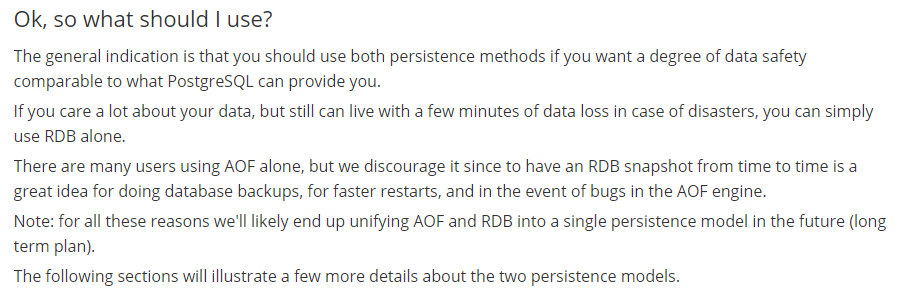 Ok, so what should I use?
The general indication is that you should use both persistence methods if you want a degree of data safety
comparable to what PostgreSQL can provide you.
If you care a lot about your data, but still can live with a few minutes of data loss in case of disasters, you can simply
use RDB alone.
There are many users using AOF alone, but we discourage it since to have an RDB snapshot from time to time is a
great idea for doing database backups, for faster restarts, and in the event of bugs in the AOF engine.
Note: for all these reasons we'll likely end up unifying AOF and RDB into a single persistence model in the future (long
term plan).
The following sections will illustrate a few more details about the two persistence models.